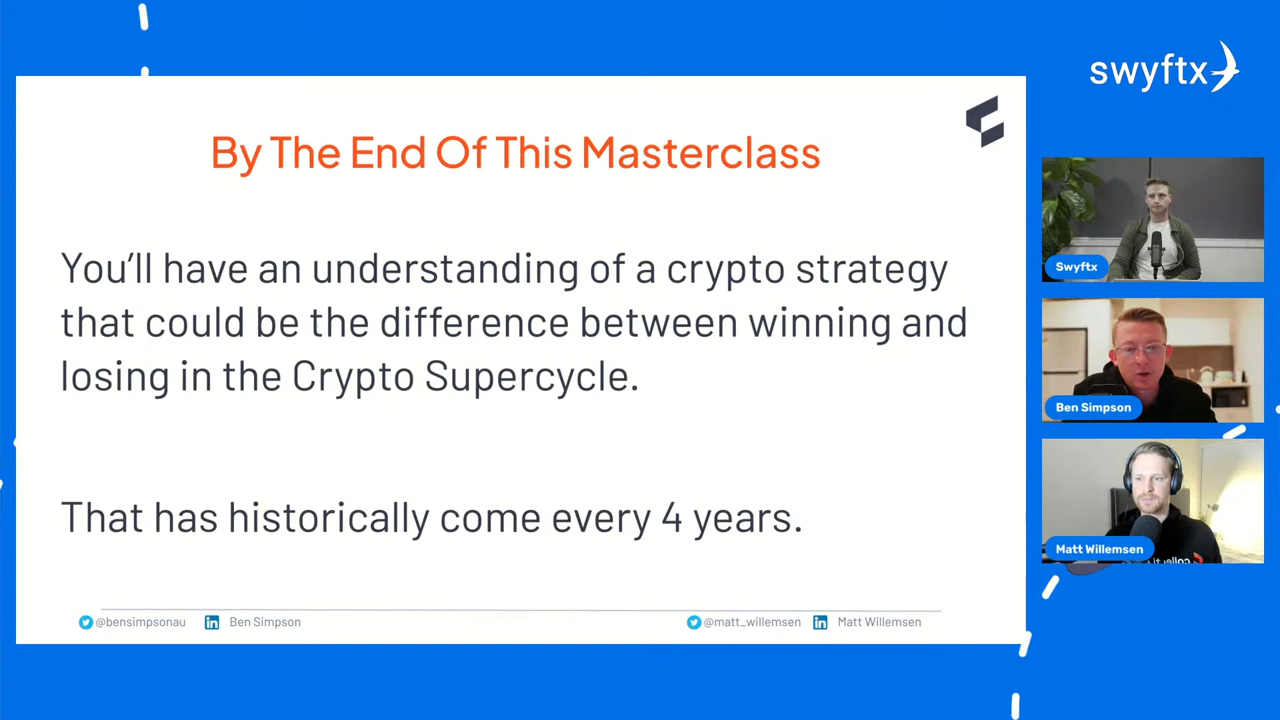 swyftx
By The End Of This Masterclass
You'll have an understanding of a crypto strategy
that could be the difference between winning and
losing in the Crypto Supercycle.
That has historically come every 4 years.
@bensimpsonau
in
Ben Simpson
@matt_willemsen
in
Matt Willemsen
Swyftx
Ben Simpson
Matt Willemsen